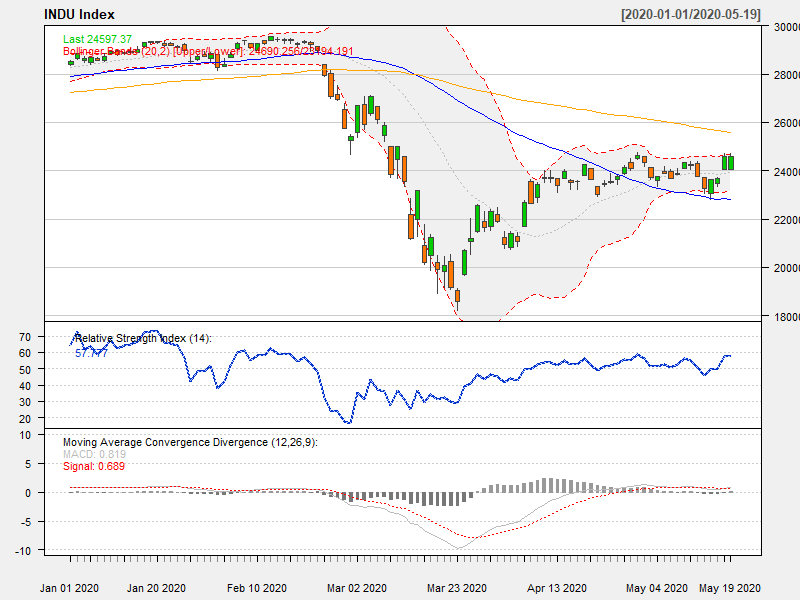 INDU Index [2020-01-01/2020-05-19]
Last 24597.37
Bollinger Bands (20,2) [Upper/Lower]: 24690.256/23194.191
30000
28000
26000
24000
22000
20000
18000
Relative Strength Index (14):
57.777
70
60
50
40
30
20
Moving Average Convergence Divergence (12,26,9):
MACD: 0.819
Signal: 0.689
10
5
0
-5
-10
Jan 01 2020 Jan 20 2020 Feb 10 2020 Mar 02 2020 Mar 23 2020 Apr 13 2020 May 04 2020 May 19 2020